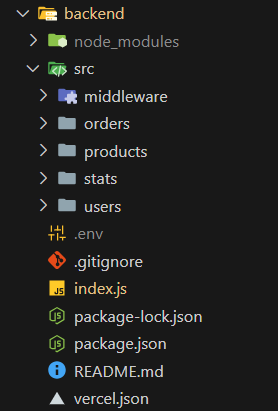 backend
node_modules
src
middleware
orders
products
stats
users
.env
.gitignore
JS index.js
package-lock.json
package.json
README.md
vercel.json